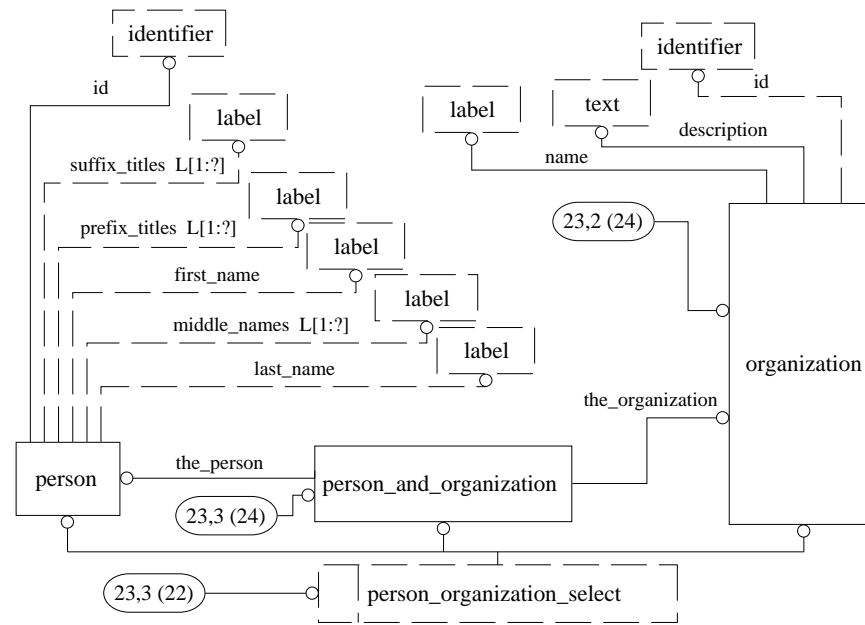 identifier
identifier
id
id
label
label
text
suffix_titles L[1:?]
description
name
label
prefix_titles L[1:?]
23,2 (24)
label
first_name
label
middle_names L[1:?]
label
last_name
organization
the_organization
the_person
person
person_and_organization
23,3 (24)
23,3 (22)
person_organization_select